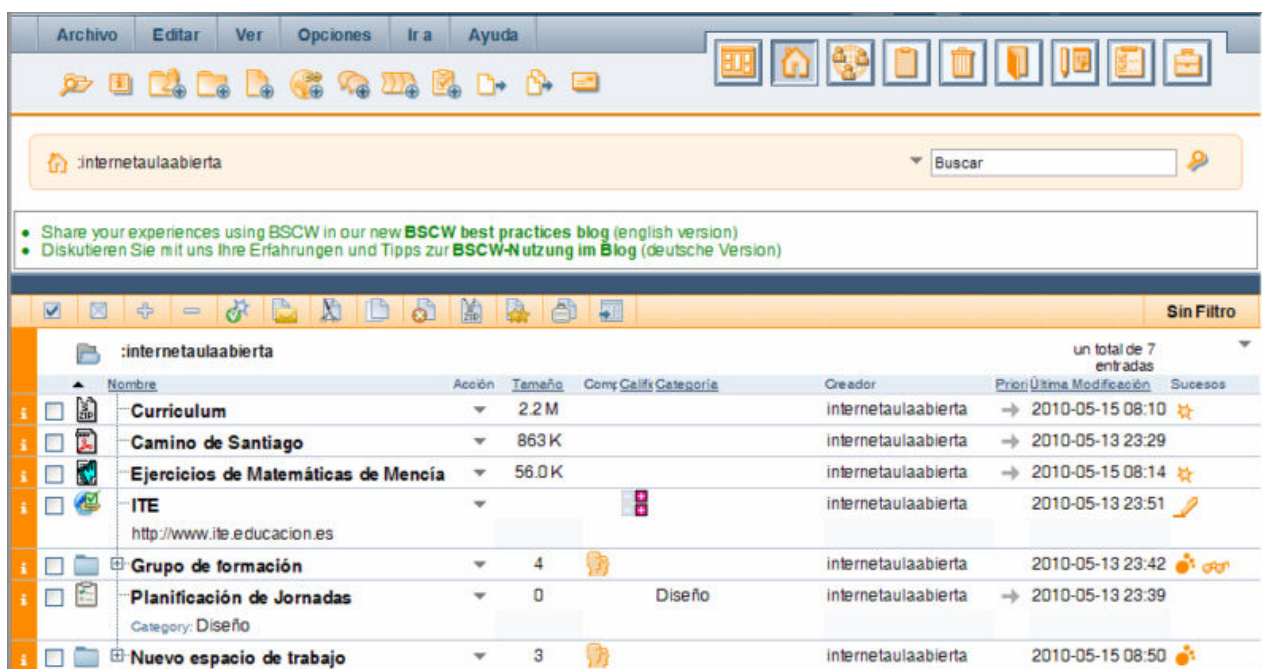 Archivo Editar Ver Opciones Ir a Ayuda
:internetaulaabierta Buscar
Share your experiences using BSCW in our new BSCW best practices blog (english version)
Diskutieren Sie mit uns Ihre Erfahrungen und Tipps zur BSCW-Nutzung im Blog (deutsche Version)
Sin Filtro
:internetaulaabierta un total de 7
entradas
Nombre Acción Tamaño Comp Califi Categoría Creador Priori Última Modificación Sucesos
Curriculum 2.2 M internetaulaabierta 2010-05-15 08:10
Camino de Santiago 863 K internetaulaabierta 2010-05-13 23:29
Ejercicios de Matemáticas de Mencía 56.0 K internetaulaabierta 2010-05-15 08:14
ITE internetaulaabierta 2010-05-13 23:51
http://www.ite.educacion.es
Grupo de formación 4 internetaulaabierta 2010-05-13 23:42
Planificación de Jornadas 0 Diseño internetaulaabierta 2010-05-13 23:39
Category: Diseño
Nuevo espacio de trabajo 3 internetaulaabierta 2010-05-15 08:50